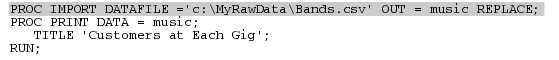 PROC IMPORT DATAFILE ='c:\MyRawData\Bands.csv' OUT = music REPLACE;
PROC PRINT DATA = music;
   TITLE 'Customers at Each Gig';
RUN;